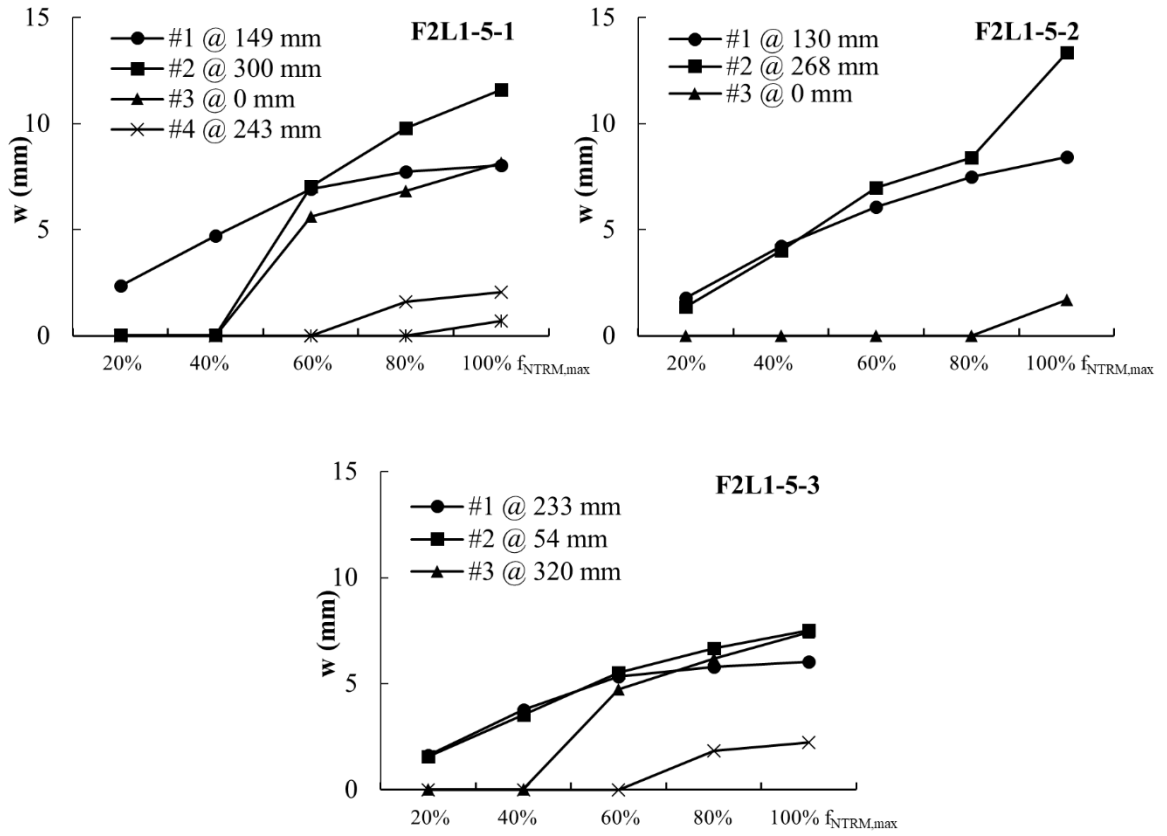 F2L1-5-1
15
10
5
0
w (mm)
#1 @ 149 mm
#2 @ 300 mm
#3 @ 0 mm
#4 @ 243 mm
20% 40% 60% 80% 100% fNTRM,max
F2L1-5-2
15
10
5
0
w (mm)
#1 @ 130 mm
#2 @ 268 mm
#3 @ 0 mm
20% 40% 60% 80% 100% fNTRM,max
F2L1-5-3
15
10
5
0
w (mm)
#1 @ 233 mm
#2 @ 54 mm
#3 @ 320 mm
20% 40% 60% 80% 100% fNTRM,max